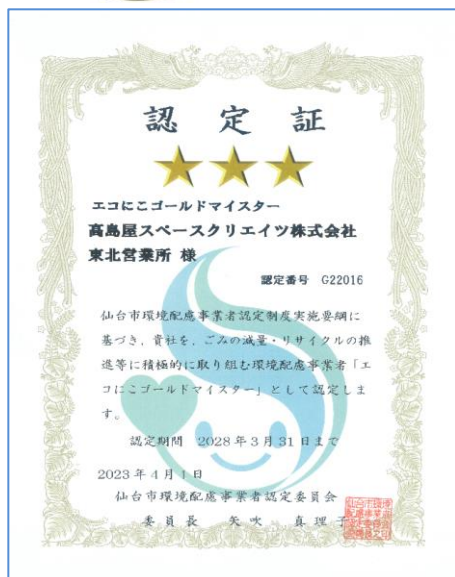 認定証
エコにこゴールドマイスター
髙島屋スペースクリエイツ株式会社
東北営業所 様
認定番号 G22016
仙台市環境配慮事業者認定制度実施要綱に
基づき，貴社を，ごみの減量・リサイクルの推
進等に積極的に取り組む環境配慮事業者「エ
コにこゴールドマイスター」として認定しま
す。
認定期間 2028年3月31日まで
2023年4月1日
仙台市環境配慮事業者認定委員会
委員長 矢吹 真理子